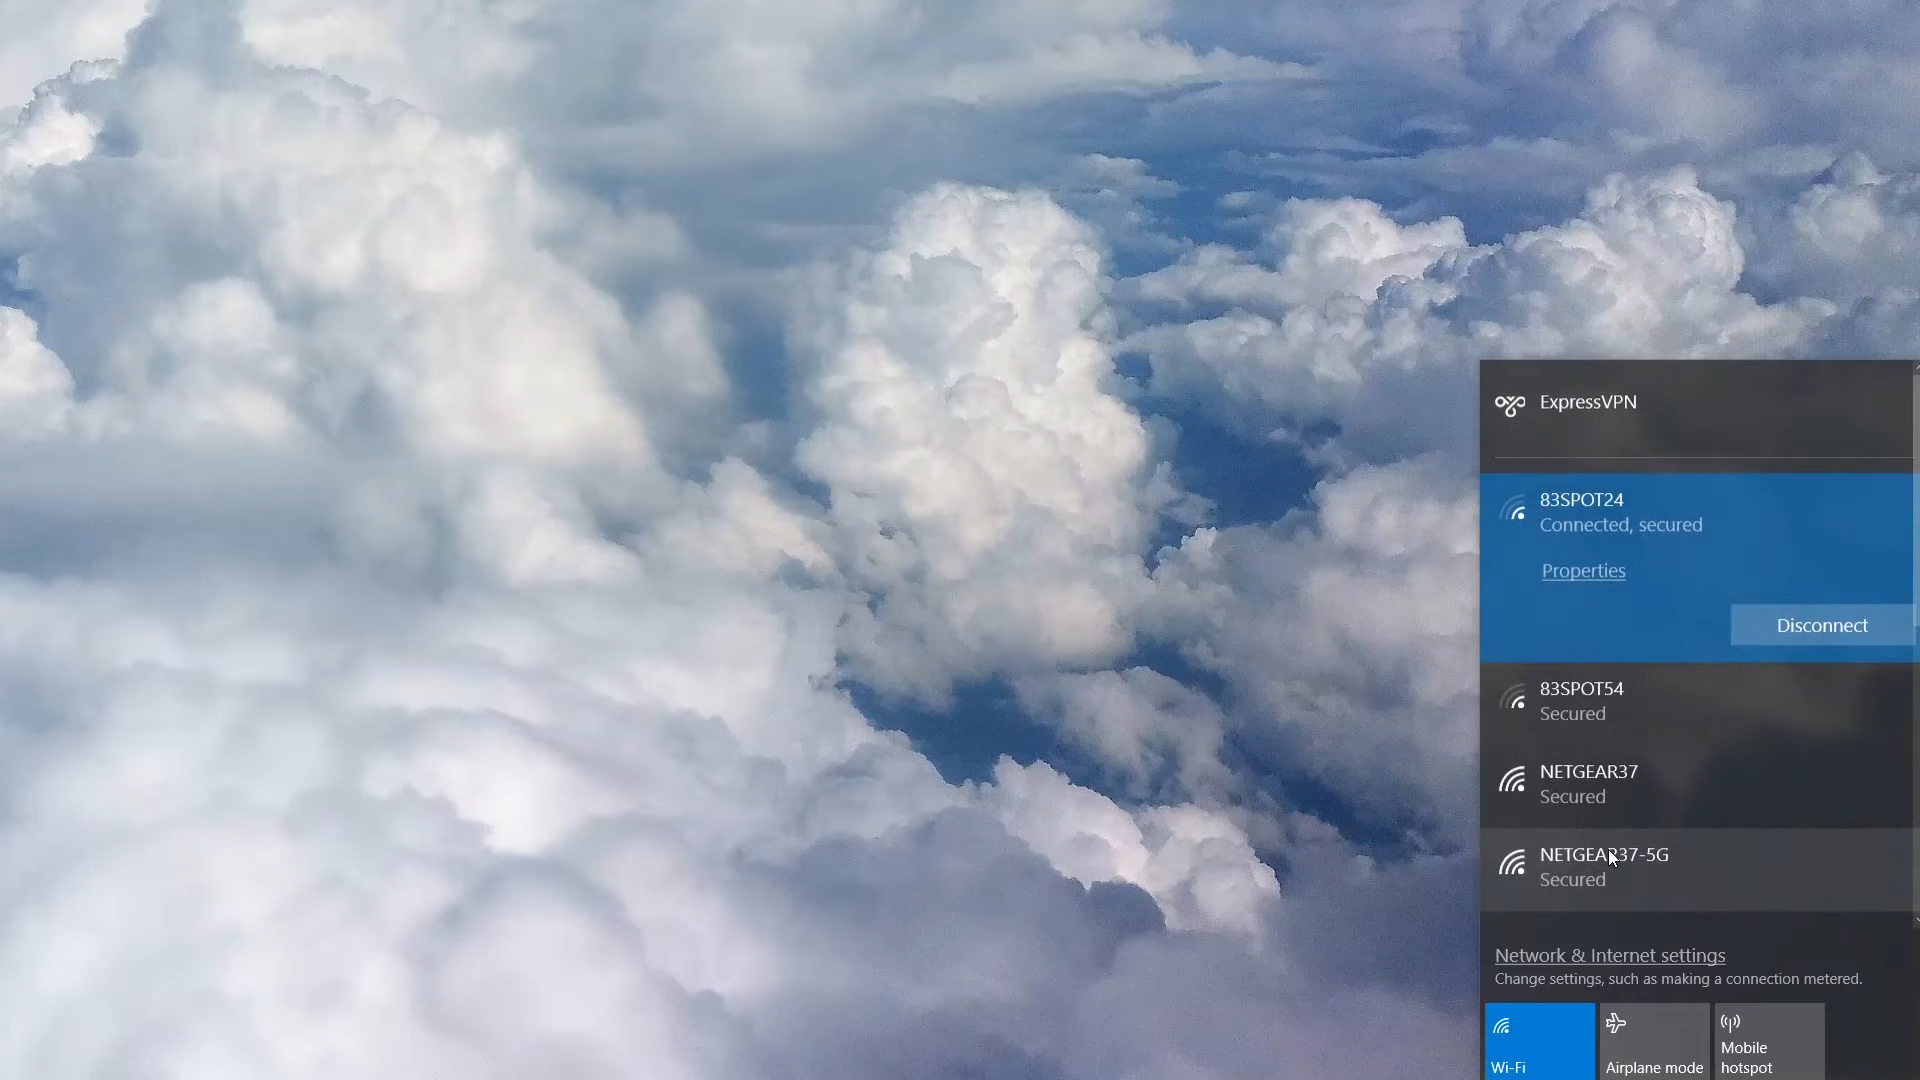 ExpressVPN
83SPOT24
Connected, secured
Properties
Disconnect
83SPOT54
Secured
NETGEAR37
Secured
NETGEAR37-5G
Secured
Network & Internet settings
Change settings, such as making a connection metered.
Wi-Fi
Airplane mode
Mobile
hotspot